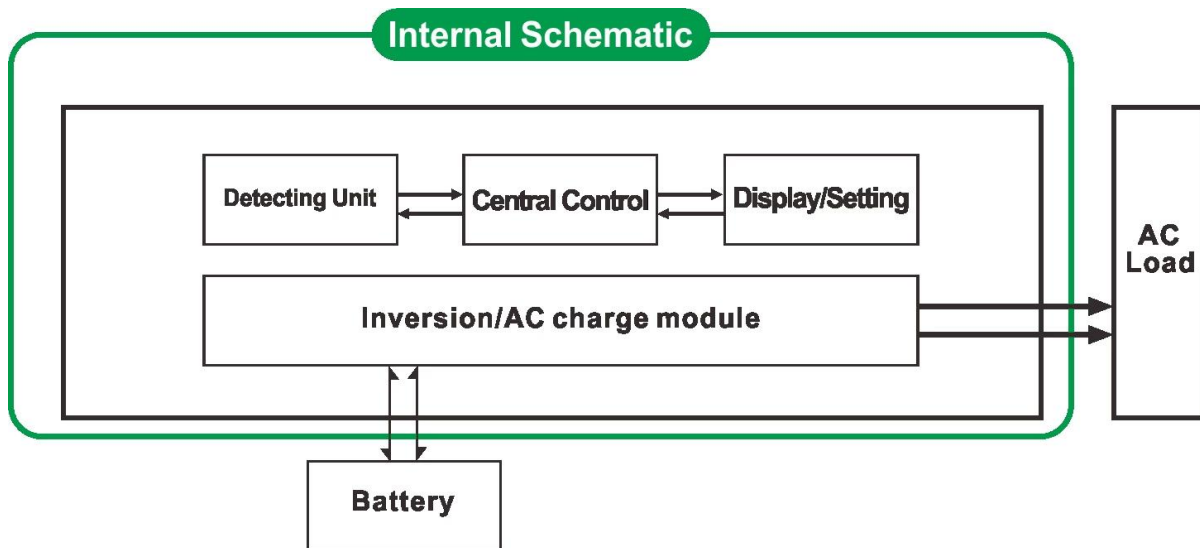 Internal Schematic
Detecting Unit
Central Control
Display/Setting
AC
Load
Inversion/AC charge module
Battery